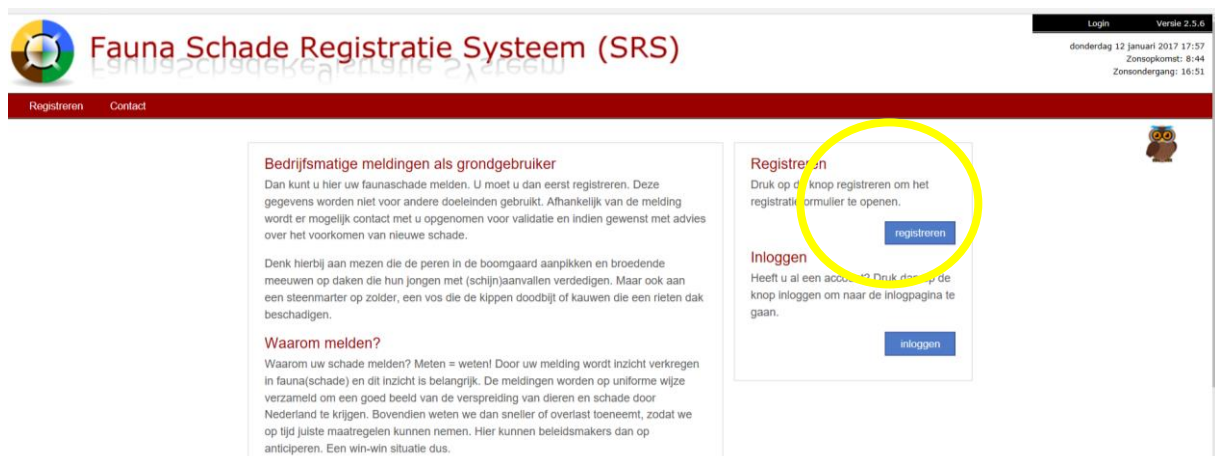 Login Versie 2.5.6
Fauna Schade Registratie Systeem (SRS)
donderdag 12 januari 2017 17:57
Zonsopkomst: 8:44
Zonsondergang: 16:51
Registreren Contact
Bedrijfsmatige meldingen als grondgebruiker
Dan kunt u hier uw faunaschade melden. U moet u dan eerst registreren. Deze
gegevens worden niet voor andere doeleinden gebruikt. Afhankelijk van de melding
wordt er mogelijk contact met u opgenomen voor validatie en indien gewenst met advies
over het voorkomen van nieuwe schade.
Denk hierbij aan mezen die de peren in de boomgaard aanpikken en broedende
meeuwen op daken die hun jongen met (schijn)aanvallen verdedigen. Maar ook aan
een steenmarter op zolder, een vos die de kippen doodbijt of kauwen die een rieten dak
beschadigen.
Waarom melden?
Waarom uw schade melden? Meten = weten! Door uw melding wordt inzicht verkregen
in fauna(schade) en dit inzicht is belangrijk. De meldingen worden op uniforme wijze
verzameld om een goed beeld van de verspreiding van dieren en schade door
Nederland te krijgen. Bovendien weten we dan sneller of overlast toeneemt, zodat we
op tijd juiste maatregelen kunnen nemen. Hier kunnen beleidsmakers dan op
anticiperen. Een win-win situatie dus.
Registreren
Druk op de knop registreren om het
registratieformulier te openen.
registreren
Inloggen
Heeft u al een account? Druk dan op de
knop inloggen om naar de inlogpagina te
gaan.
inloggen